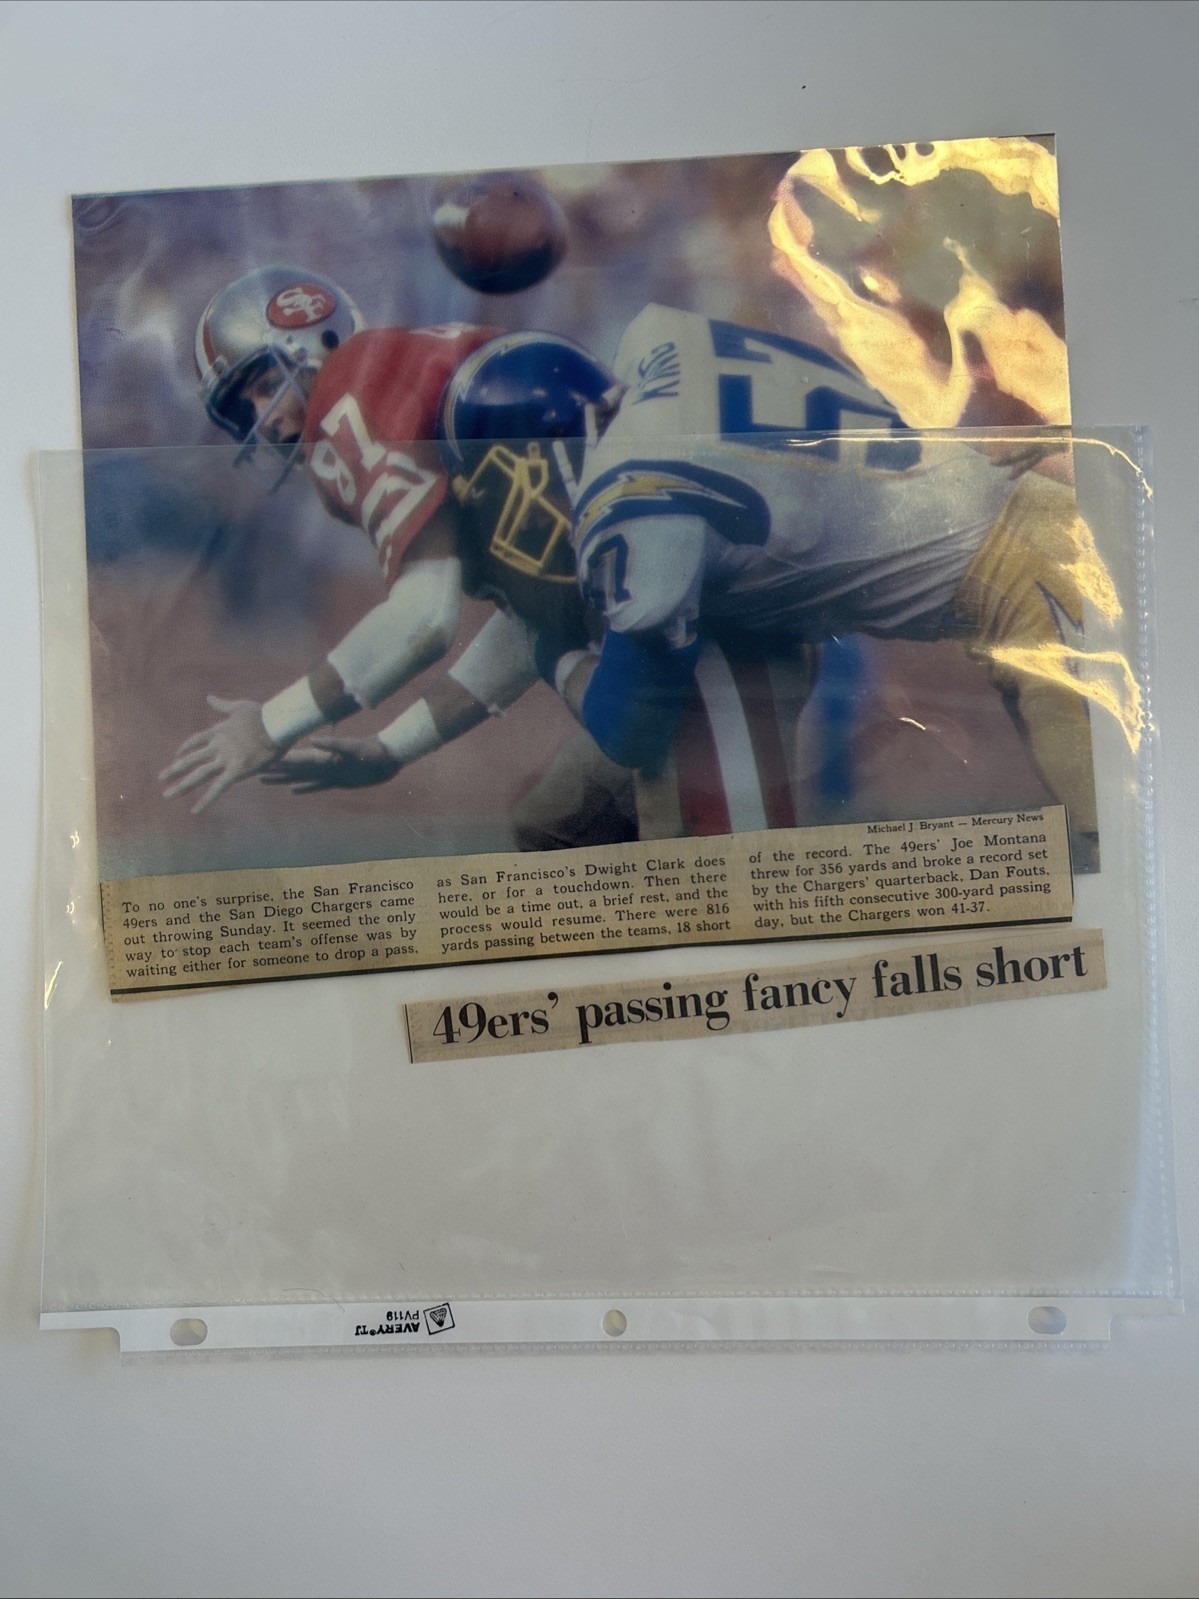 SF
87
KING
57
57
Michael J. Bryant — Mercury News
To no one's surprise, the San Francisco
49ers and the San Diego Chargers came
out throwing Sunday. It seemed the only
way to stop each team's offense was by
waiting either for someone to drop a pass,
as San Francisco's Dwight Clark does
here, or for a touchdown. Then there
would be a time out, a brief rest, and the
process would resume. There were 816
yards passing between the teams, 18 short
of the record. The 49ers' Joe Montana
threw for 356 yards and broke a record set
by the Chargers' quarterback, Dan Fouts,
with his fifth consecutive 300-yard passing
day, but the Chargers won 41-37.
49ers' passing fancy falls short
AVERY® TJ
PV119